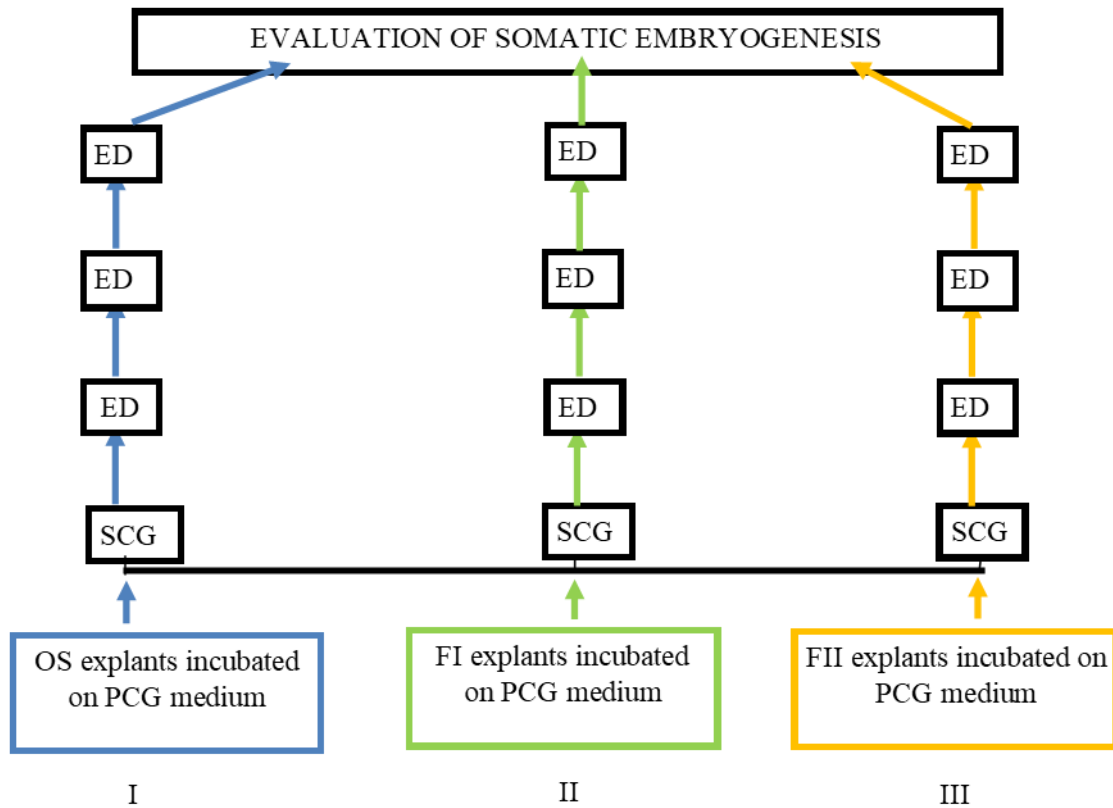 EVALUATION OF SOMATIC EMBRYOGENESIS
ED
ED
ED
ED
ED
ED
ED
ED
ED
SCG
SCG
SCG
OS explants incubated
on PCG medium
FI explants incubated
on PCG medium
FII explants incubated on
PCG medium
I
II
III